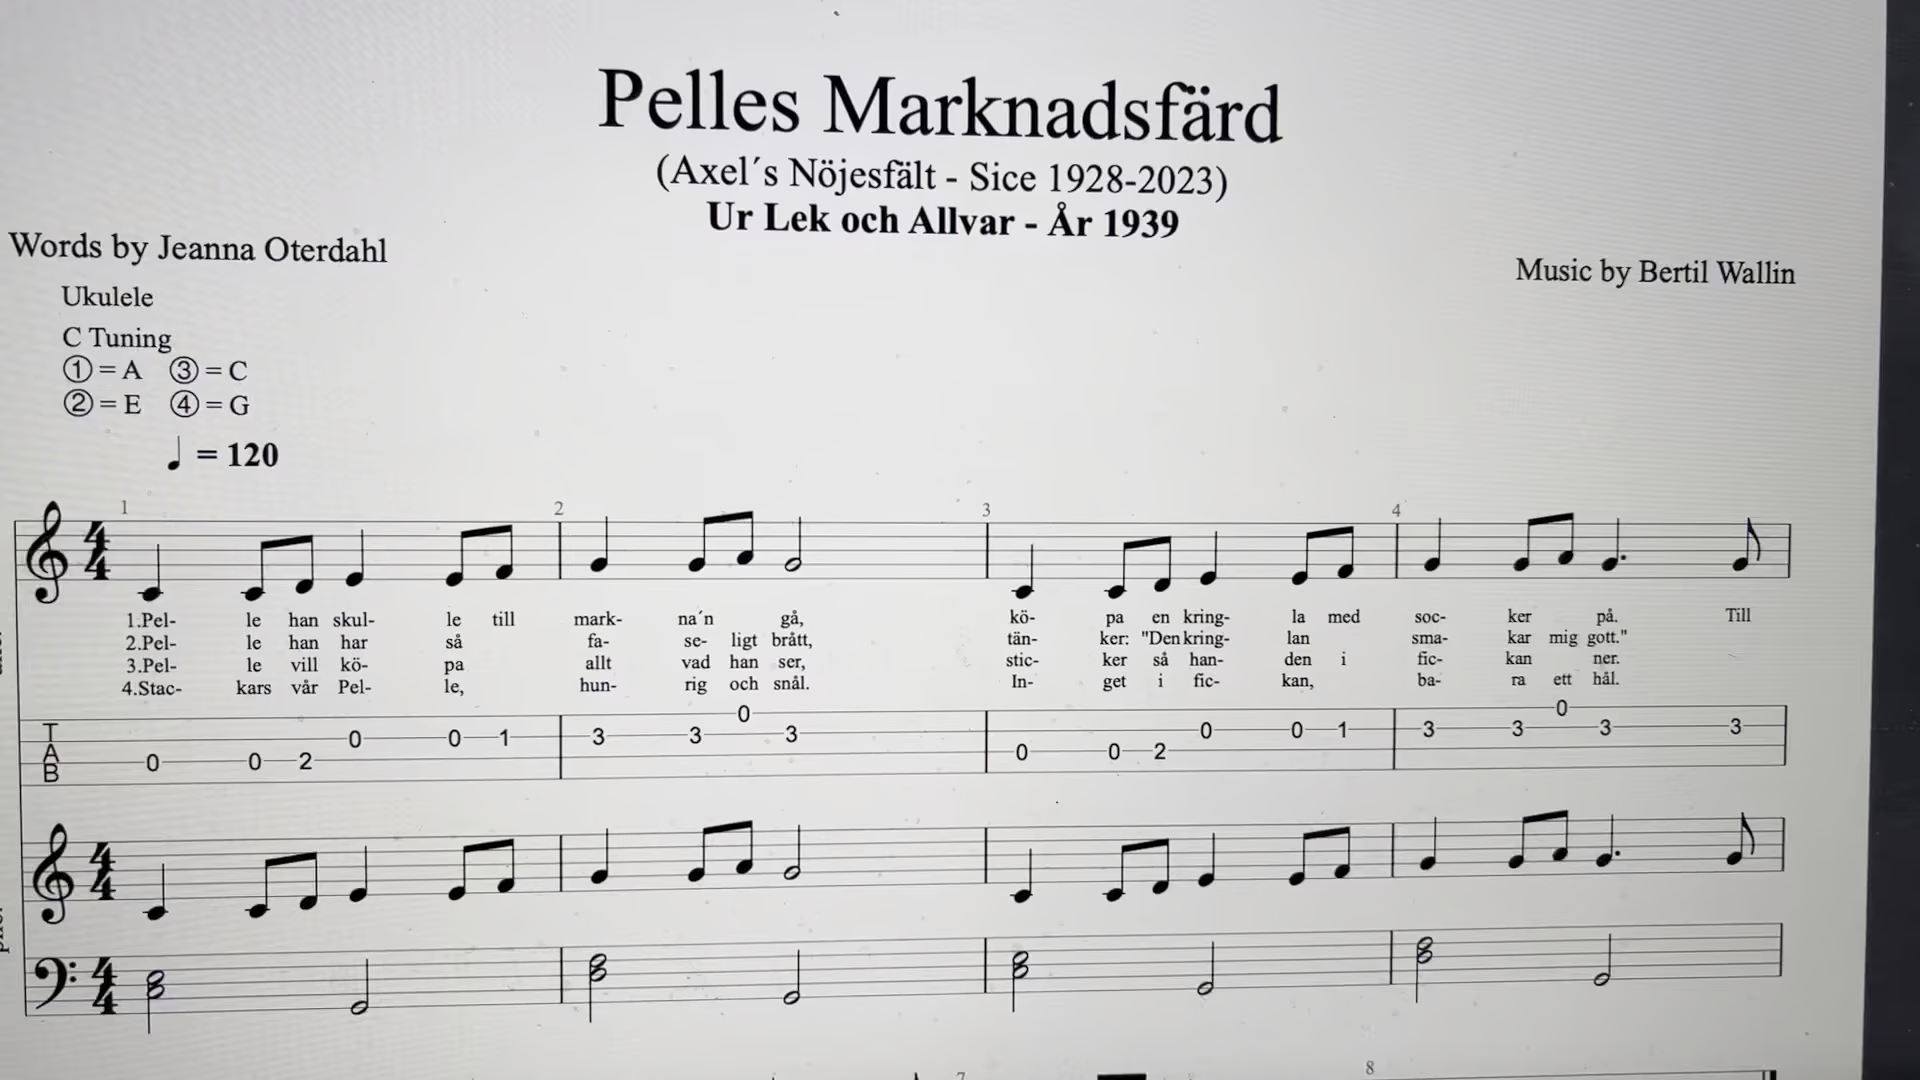 Pelles Marknadsfärd
(Axel´s Nöjesfält - Sice 1928-2023)
Ur Lek och Allvar - År 1939
Words by Jeanna Oterdahl
Music by Bertil Wallin
Ukulele
C Tuning
① = A ③ = C
② = E ④ = G
♩ = 120
1 2 3 4
4 4
1.Pel- le han skul- le till mark- na´n gå, kö- pa en kring- la med soc- ker på. Till
2.Pel- le han har så fa- se- ligt brått, tän- ker: "Den kring- lan sma- kar mig gott."
3.Pel- le vill kö- pa allt vad han ser, stic- ker så han- den i fic- kan ner.
4.Stac- kars vår Pel- le, hun- rig och snål. In- get i fic- kan, ba- ra ett hål.
T A B
0 0 2 0 0 1 3 3 0 3 0 0 2 0 0 1 3 3 0 3 3
4 4
4 4
7 8